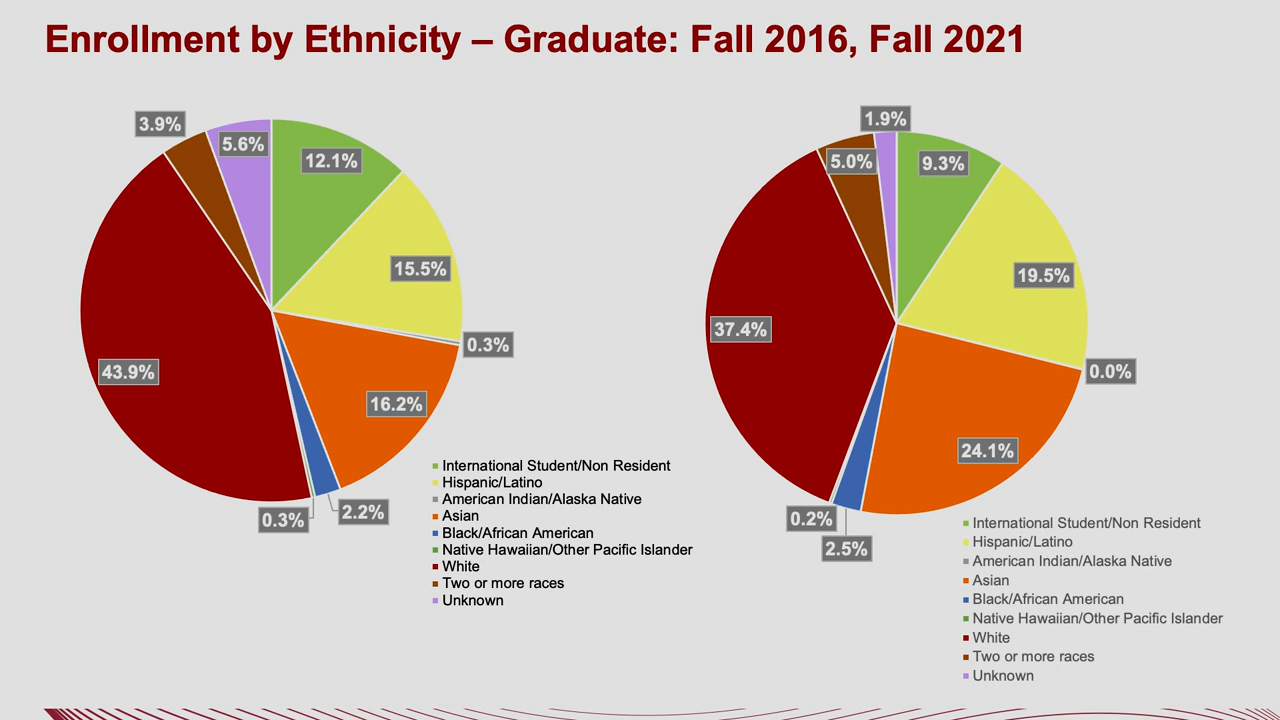 Enrollment by Ethnicity – Graduate: Fall 2016, Fall 2021
3.9%
5.6%
12.1%
15.5%
0.3%
16.2%
43.9%
0.3%
2.2%
International Student/Non Resident
Hispanic/Latino
American Indian/Alaska Native
Asian
Black/African American
Native Hawaiian/Other Pacific Islander
White
Two or more races
Unknown
1.9%
5.0%
9.3%
19.5%
37.4%
0.0%
24.1%
0.2%
2.5%
International Student/Non Resident
Hispanic/Latino
American Indian/Alaska Native
Asian
Black/African American
Native Hawaiian/Other Pacific Islander
White
Two or more races
Unknown